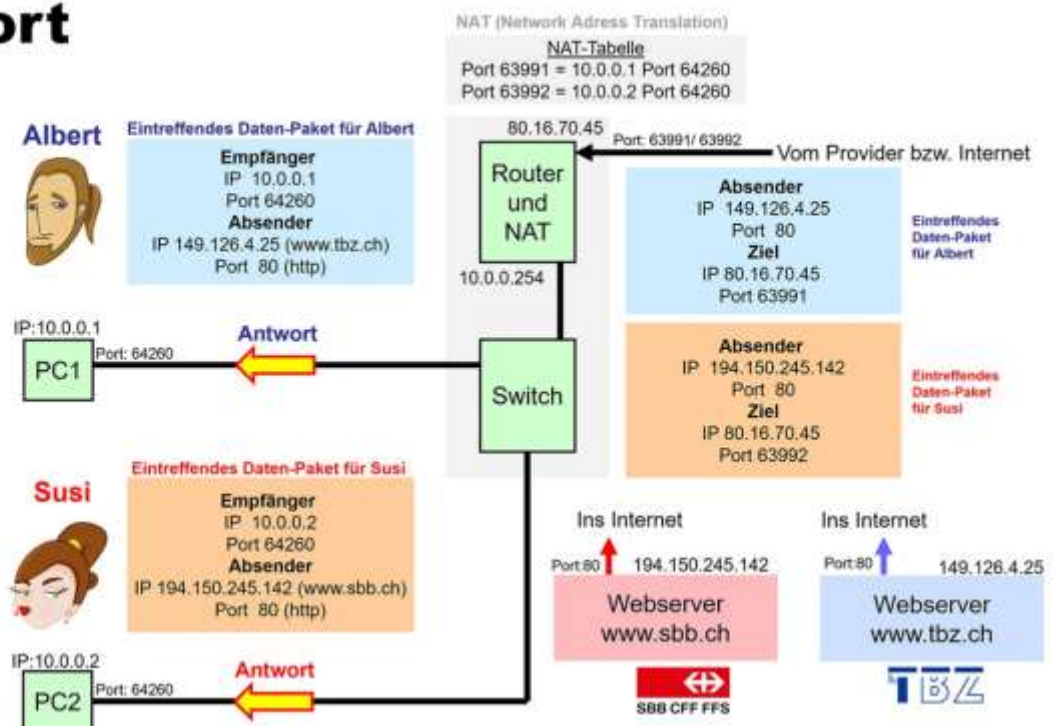 ort
NAT (Network Adress Translation)
NAT-Tabelle
Port 63991 = 10.0.0.1 Port 64260
Port 63992 = 10.0.0.2 Port 64260
Albert
Eintreffendes Daten-Paket für Albert
Empfänger
IP 10.0.0.1
Port 64260
Absender
IP 149.126.4.25 (www.tbz.ch)
Port 80 (http)
80.16.70.45
Port: 63991/ 63992
Vom Provider bzw. Internet
Router
und
NAT
10.0.0.254
Absender
IP 149.126.4.25
Port 80
Ziel
IP 80.16.70.45
Port 63991
Eintreffendes
Daten-Paket
für Albert
IP:10.0.0.1
PC1
Port: 64260
Antwort
Switch
Absender
IP 194.150.245.142
Port 80
Ziel
IP 80.16.70.45
Port 63992
Eintreffendes
Daten-Paket
für Susi
Susi
Eintreffendes Daten-Paket für Susi
Empfänger
IP 10.0.0.2
Port 64260
Absender
IP 194.150.245.142 (www.sbb.ch)
Port 80 (http)
IP:10.0.0.2
PC2
Port: 64260
Antwort
Ins Internet
Port:80
194.150.245.142
Webserver
www.sbb.ch
SBB CFF FFS
Ins Internet
Port:80
149.126.4.25
Webserver
www.tbz.ch
TBZ